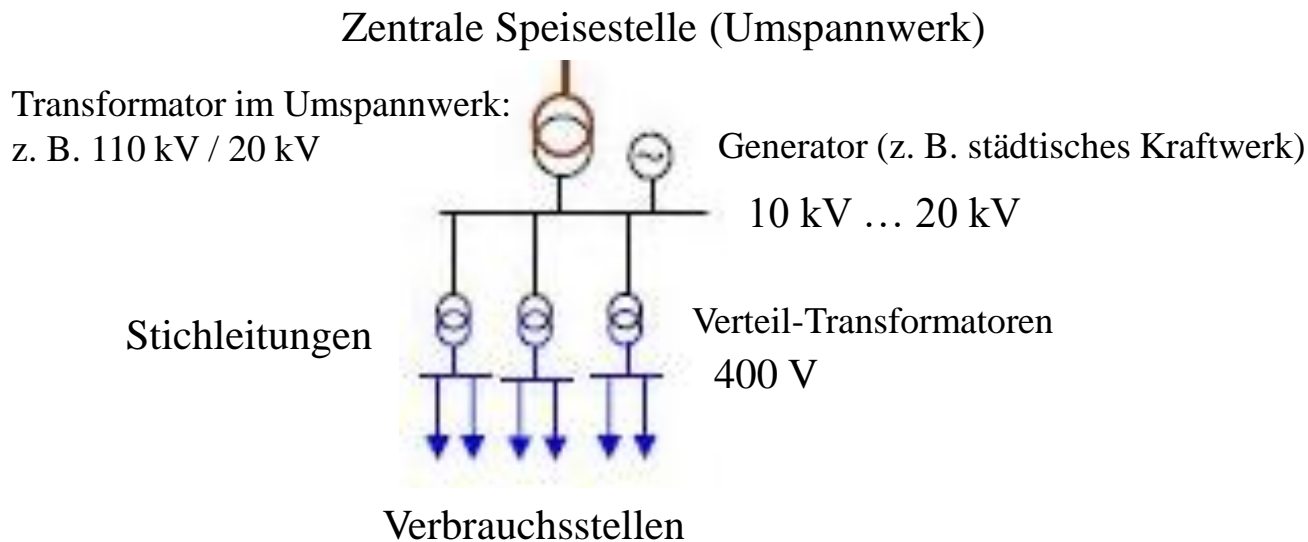 Zentrale Speisestelle (Umspannwerk)
Transformator im Umspannwerk:
z. B. 110 kV / 20 kV
Generator (z. B. städtisches Kraftwerk)
10 kV … 20 kV
Stichleitungen
Verteil-Transformatoren
400 V
Verbrauchsstellen